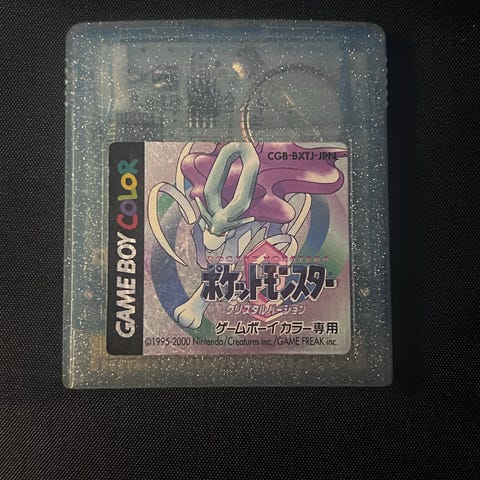 CGB-BXTJ-JPN
GAME BOY COLOR
POCKET MONSTERS
ポケットモンスター
クリスタルバージョン
ゲームボーイカラー専用
©1995-2000 Nintendo/Creatures inc./GAME FREAK inc.